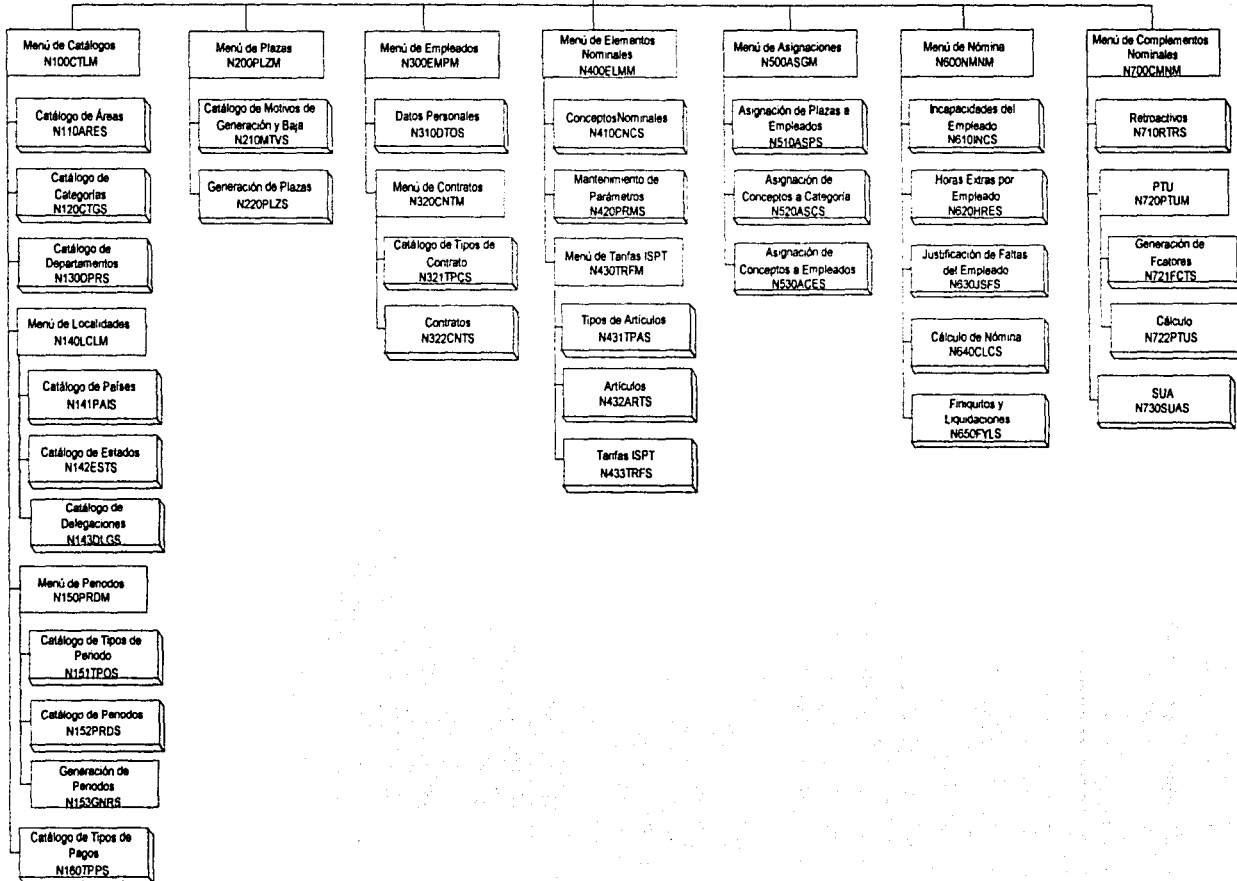 Menú de Catálogos
N100CTLM
Catálogo de Áreas
N110ARES
Catálogo de
Categorías
N120CTGS
Catálogo de
Departamentos
N130DPRS
Menú de Localidades
N140LCLM
Catálogo de Países
N141PAIS
Catálogo de Estados
N142ESTS
Catálogo de
Delegaciones
N143DLGS
Menú de Periodos
N150PRDM
Catálogo de Tipos de
Periodo
N151TPOS
Catálogo de Periodos
N152PRDS
Generación de
Periodos
N153GNRS
Catálogo de Tipos de
Pagos
N160TPPS
Menú de Plazas
N200PLZM
Catálogo de Motivos de
Generación y Baja
N210MTVS
Generación de Plazas
N220PLZS
Menú de Empleados
N300EMPM
Datos Personales
N310DTOS
Menú de Contratos
N320CNTM
Catálogo de Tipos de
Contrato
N321TPCS
Contratos
N322CNTS
Menú de Elementos
Nominales
N400ELMM
ConceptosNominales
N410CNCS
Mantenimiento de
Parámetros
N420PRMS
Menú de Tarifas ISPT
N430TRFM
Tipos de Artículos
N431TPAS
Artículos
N432ARTS
Tarifas ISPT
N433TRFS
Menú de Asignaciones
N500ASGM
Asignación de Plazas a
Empleados
N510ASPS
Asignación de
Conceptos a Categoría
N520ASCS
Asignación de
Conceptos a Empleados
N530ACES
Menú de Nómina
N600NMNM
Incapacidades del
Empleado
N610INCS
Horas Extras por
Empleado
N620HRES
Justificación de Faltas
del Empleado
N630JSFS
Cálculo de Nómina
N640CLCS
Finiquitos y
Liquidaciones
N650FYLS
Menú de Complementos
Nominales
N700CMNM
Retroactivos
N710RTRS
PTU
N720PTUM
Generación de
Fcatores
N721FCTS
Cálculo
N722PTUS
SUA
N730SUAS